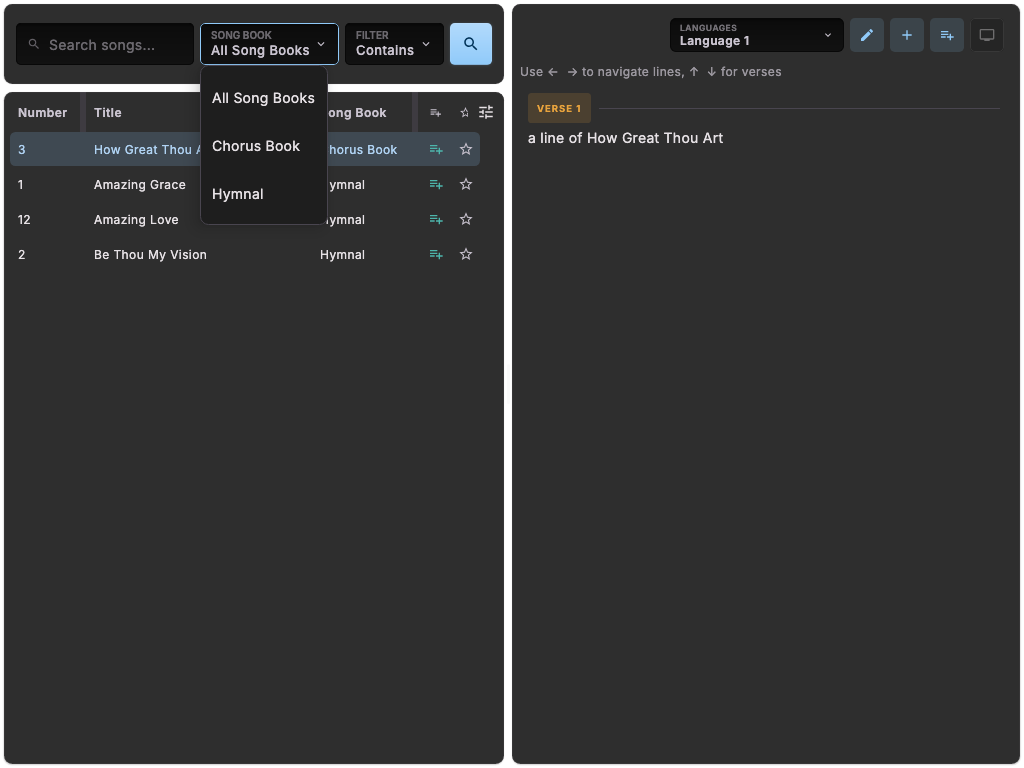 Search songs...
SONG BOOK
All Song Books
FILTER
Contains
All Song Books
Chorus Book
Hymnal
Number Title ong Book
3 How Great Thou A horus Book
1 Amazing Grace ymnal
12 Amazing Love ymnal
2 Be Thou My Vision Hymnal
LANGUAGES
Language 1
Use ← → to navigate lines, ↑ ↓ for verses
VERSE 1
a line of How Great Thou Art